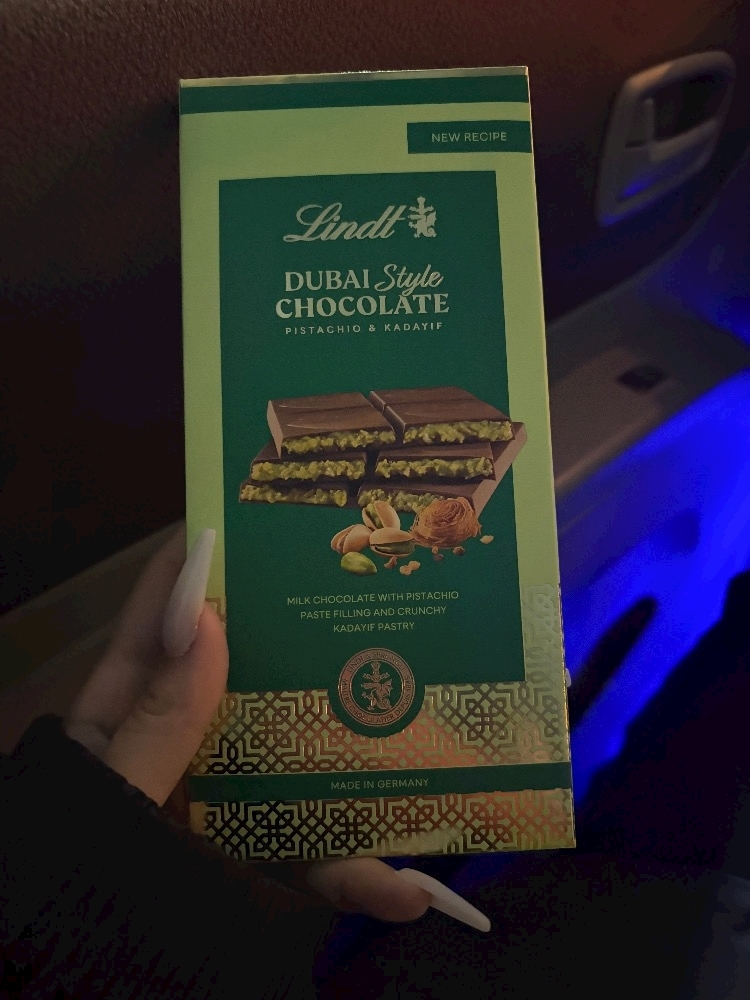 NEW RECIPE
Lindt
DUBAI Style
CHOCOLATE
PISTACHIO & KADAYIF
MILK CHOCOLATE WITH PISTACHIO
PASTE FILLING AND CRUNCHY
KADAYIF PASTRY
MADE IN GERMANY